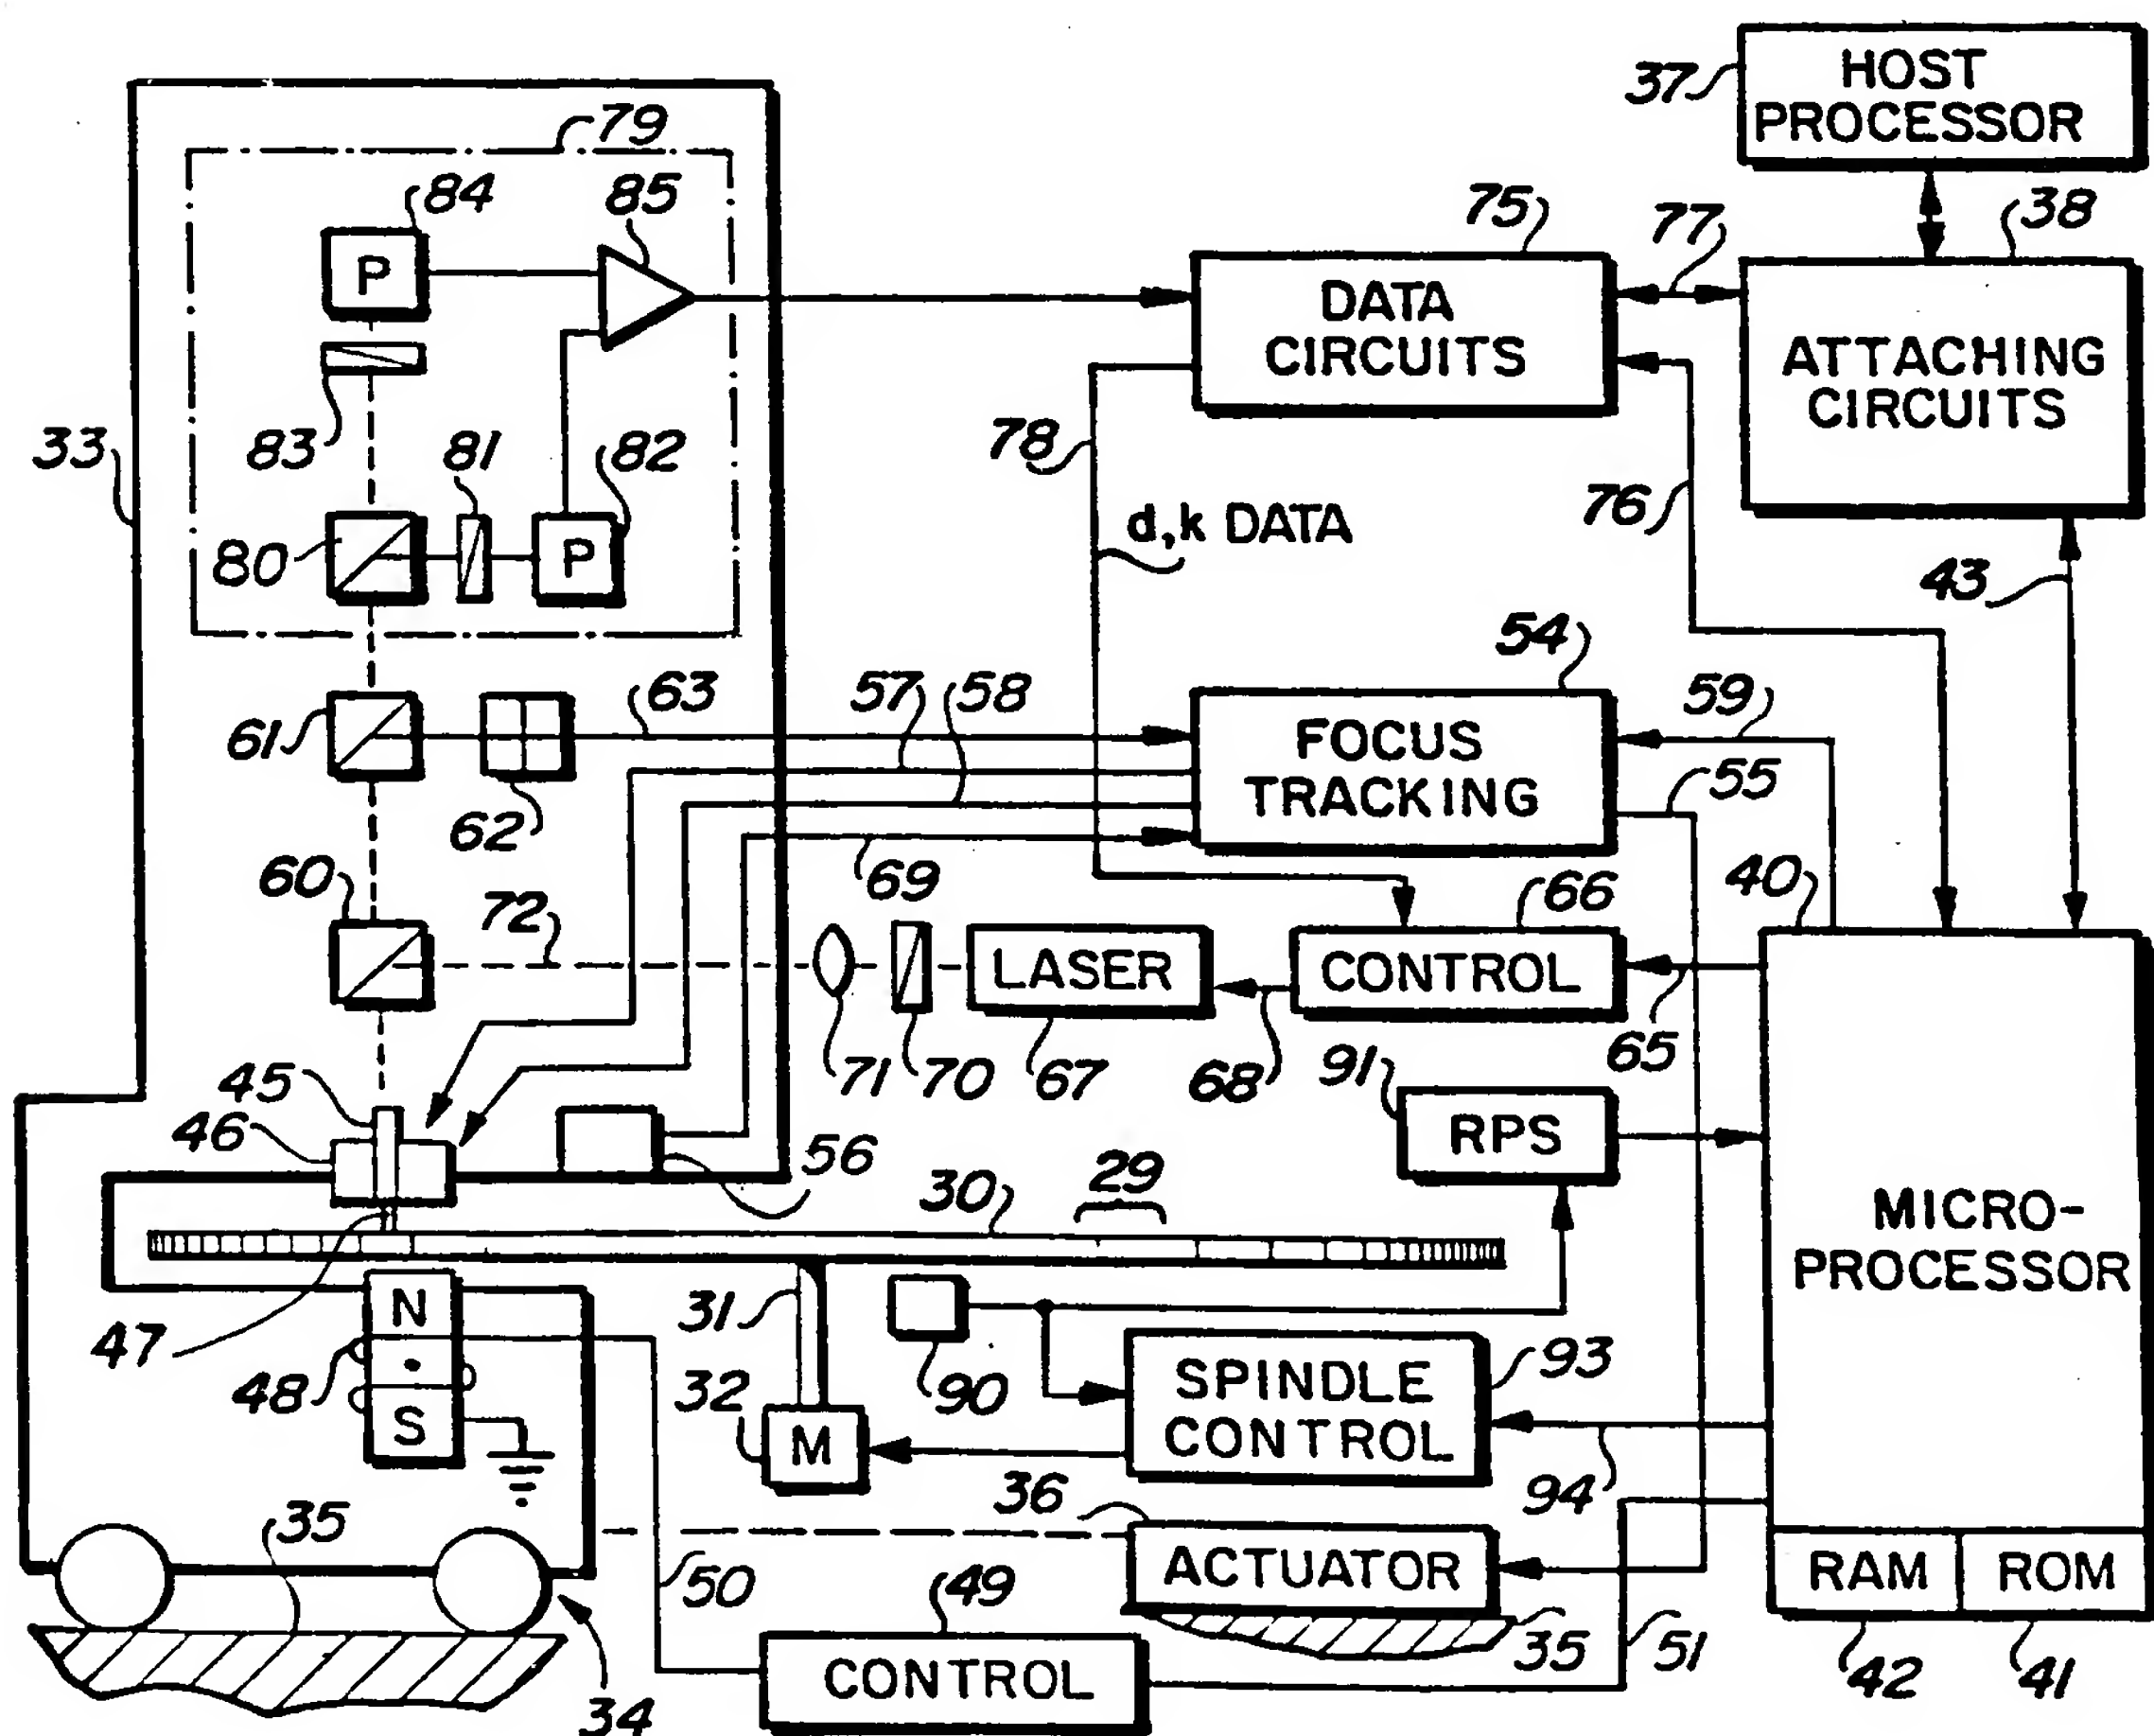 37
HOST
PROCESSOR
79
84
85
75
77
38
P
DATA
CIRCUITS
ATTACHING
CIRCUITS
33
83
81
82
78
76
d,k DATA
80
P
43
54
61
63
57
58
59
FOCUS
TRACKING
55
62
60
72
69
66
40
LASER
CONTROL
45
71
70
67
68
65
46
91
RPS
56
30
29
MICRO-
PROCESSOR
47
N
31
48
S
32
M
90
SPINDLE
CONTROL
93
94
35
36
50
ACTUATOR
RAM
ROM
49
CONTROL
35
51
42
41
34